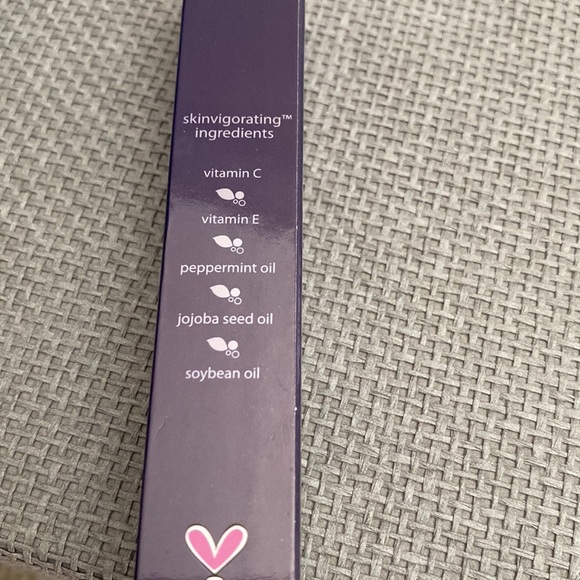 skinvigorating™
ingredients
vitamin C
vitamin E
peppermint oil
jojoba seed oil
soybean oil